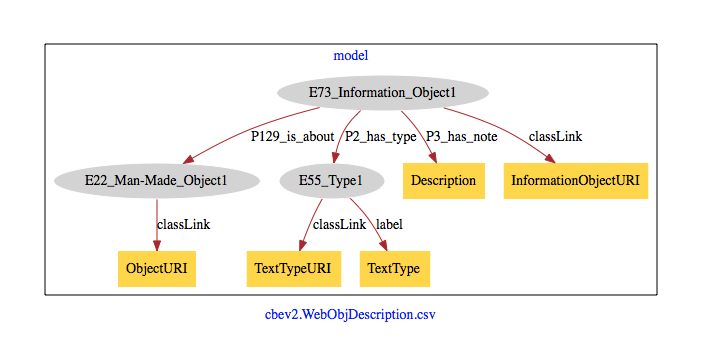 model
E73_Information_Object1
P129_is_about
P2_has_type
P3_has_note
classLink
E22_Man-Made_Object1
E55_Type1
Description
InformationObjectURI
classLink
classLink
label
ObjectURI
TextTypeURI
TextType
cbev2.WebObjDescription.csv